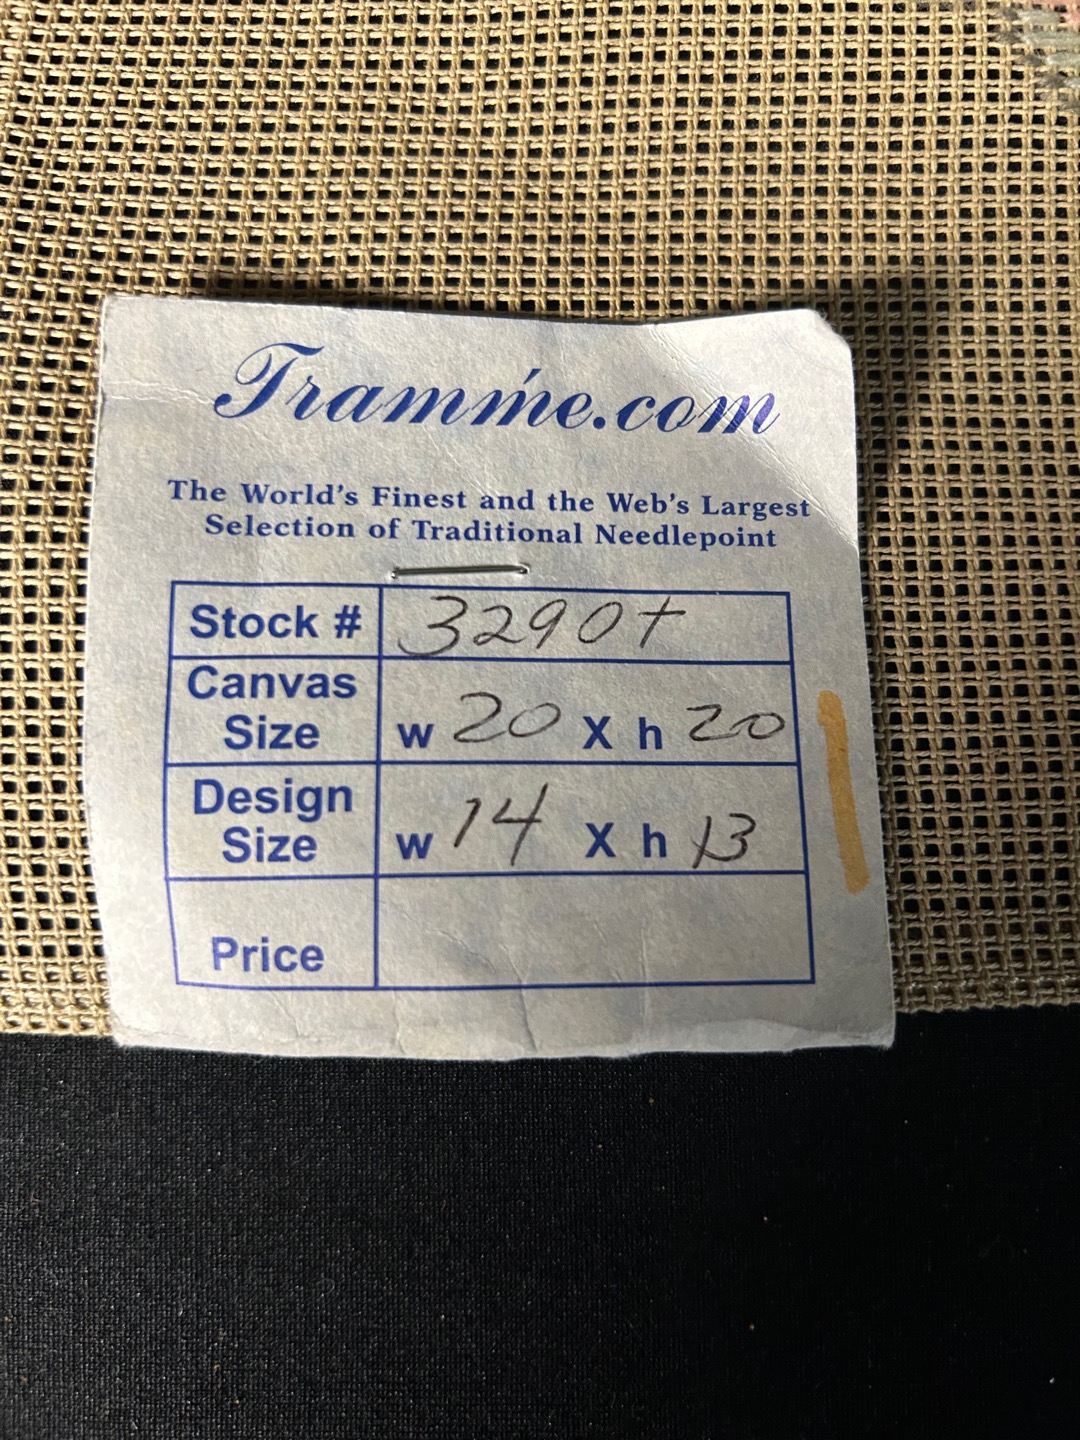 Trammé.com
The World's Finest and the Web's Largest
Selection of Traditional Needlepoint
Stock # 3290t
Canvas Size w 20 X h 20
Design Size w 14 X h 13
Price